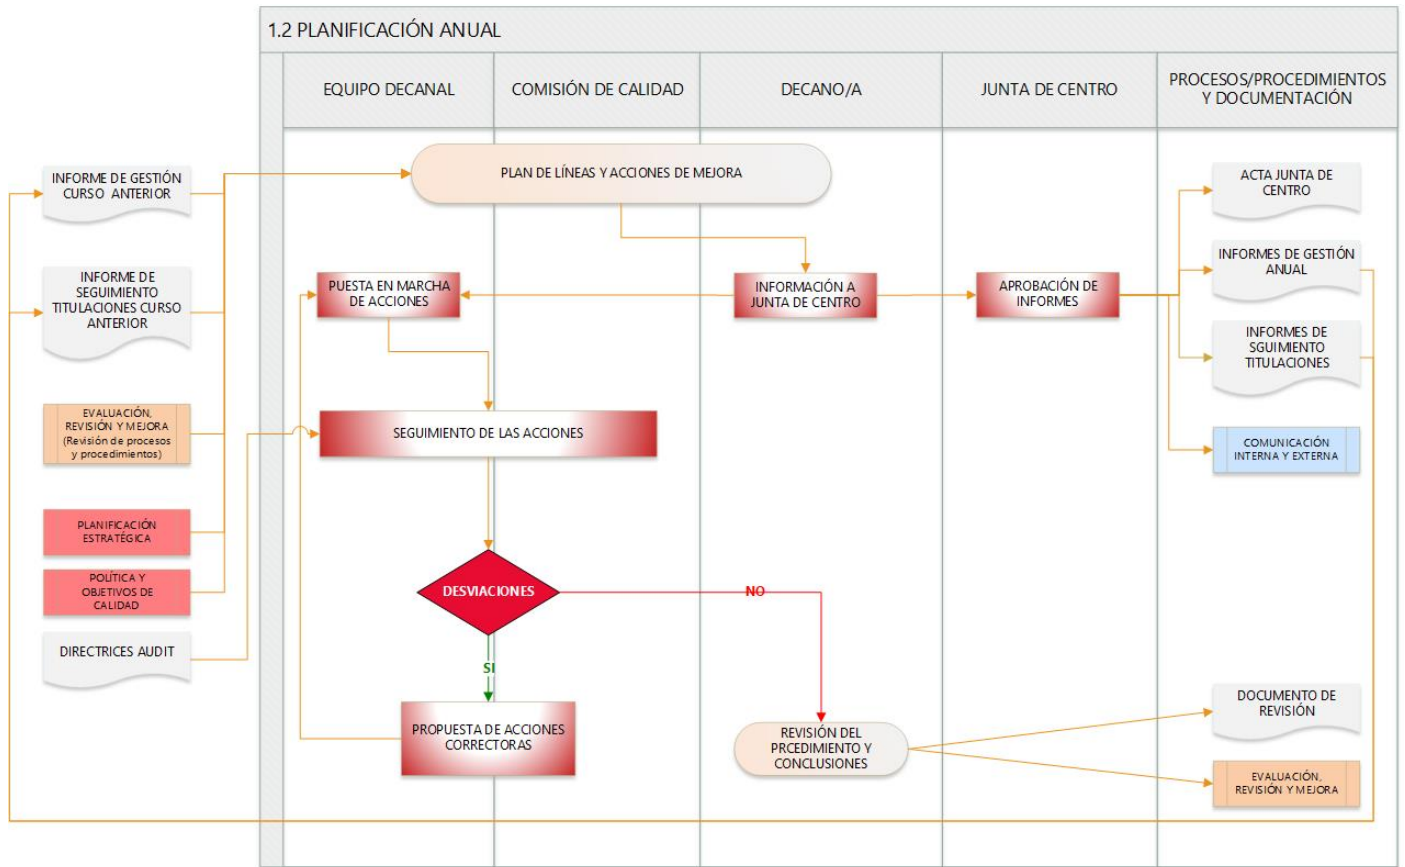 1.2 PLANIFICACIÓN ANUAL
EQUIPO DECANAL
COMISIÓN DE CALIDAD
DECANO/A
JUNTA DE CENTRO
PROCESOS/PROCEDIMIENTOS
Y DOCUMENTACIÓN
INFORME DE GESTIÓN
CURSO ANTERIOR
INFORME DE
SEGUIMIENTO
TITULACIONES CURSO
ANTERIOR
EVALUACIÓN,
REVISIÓN Y MEJORA
(Revisión de procesos
y procedimientos)
PLANIFICACIÓN
ESTRATÉGICA
POLÍTICA Y
OBJETIVOS DE
CALIDAD
DIRECTRICES AUDIT
PLAN DE LÍNEAS Y ACCIONES DE MEJORA
PUESTA EN MARCHA
DE ACCIONES
INFORMACIÓN A
JUNTA DE CENTRO
APROBACIÓN DE
INFORMES
SEGUIMIENTO DE LAS ACCIONES
DESVIACIONES
NO
SI
PROPUESTA DE ACCIONES
CORRECTORAS
REVISIÓN DEL
PRCEDIMIENTO Y
CONCLUSIONES
ACTA JUNTA DE
CENTRO
INFORMES DE GESTIÓN
ANUAL
INFORMES DE
SGUIMIENTO
TITULACIONES
COMUNICACIÓN
INTERNA Y EXTERNA
DOCUMENTO DE
REVISIÓN
EVALUACIÓN,
REVISIÓN Y MEJORA